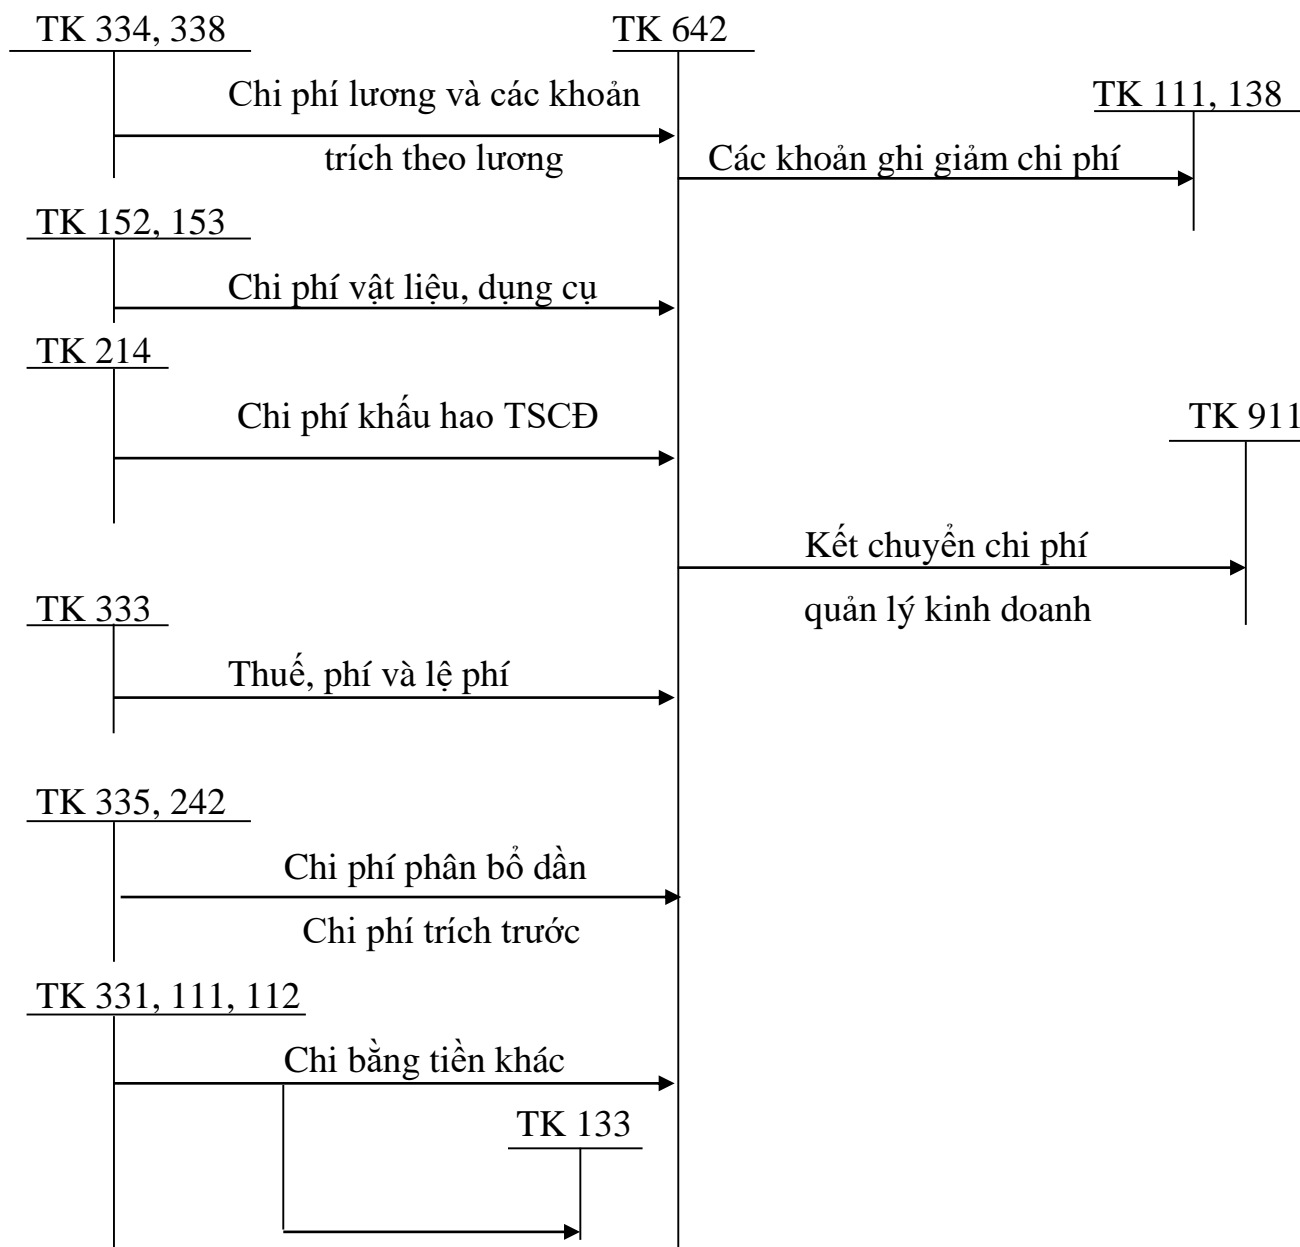 TK 334, 338
TK 642
Chi phí lương và các khoản
trích theo lương
TK 111, 138
Các khoản ghi giảm chi phí
TK 152, 153
Chi phí vật liệu, dụng cụ
TK 214
Chi phí khấu hao TSCĐ
TK 911
Kết chuyển chi phí
quản lý kinh doanh
TK 333
Thuế, phí và lệ phí
TK 335, 242
Chi phí phân bổ dần
Chi phí trích trước
TK 331, 111, 112
Chi bằng tiền khác
TK 133